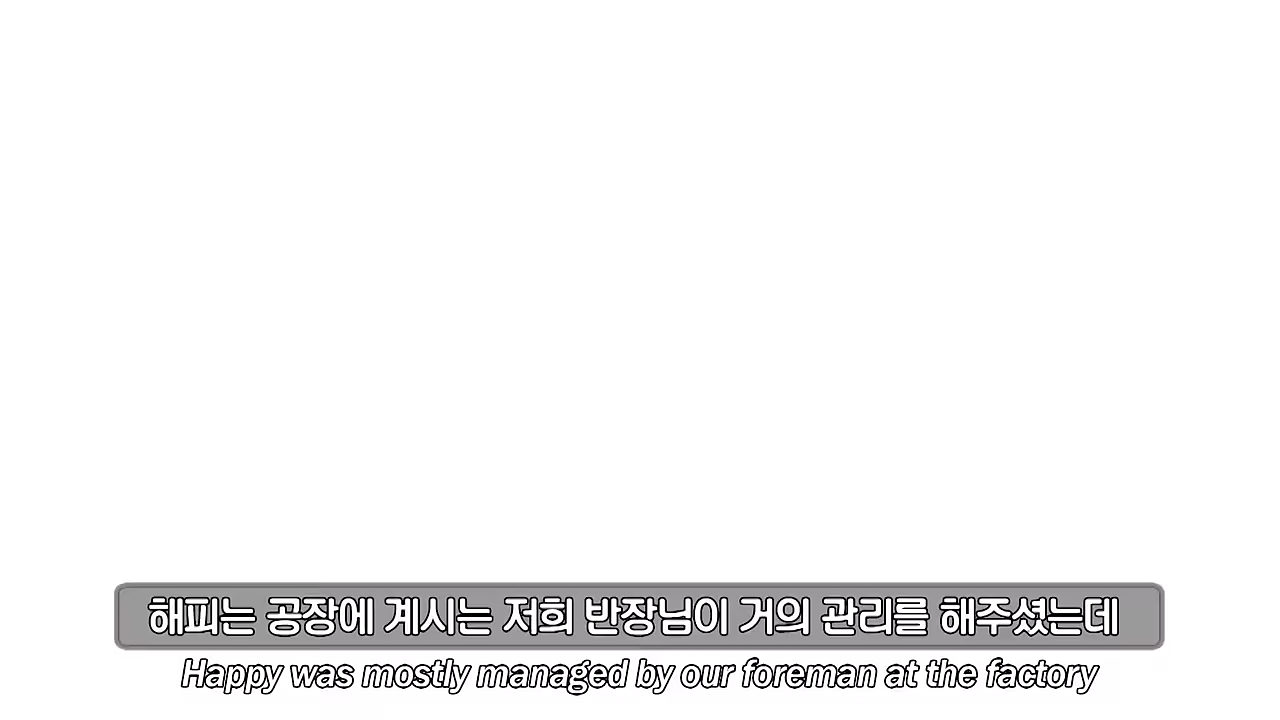 해피는 공장에 계시는 저희 반장님이 거의 관리를 해주셨는데
Happy was mostly managed by our foreman at the factory